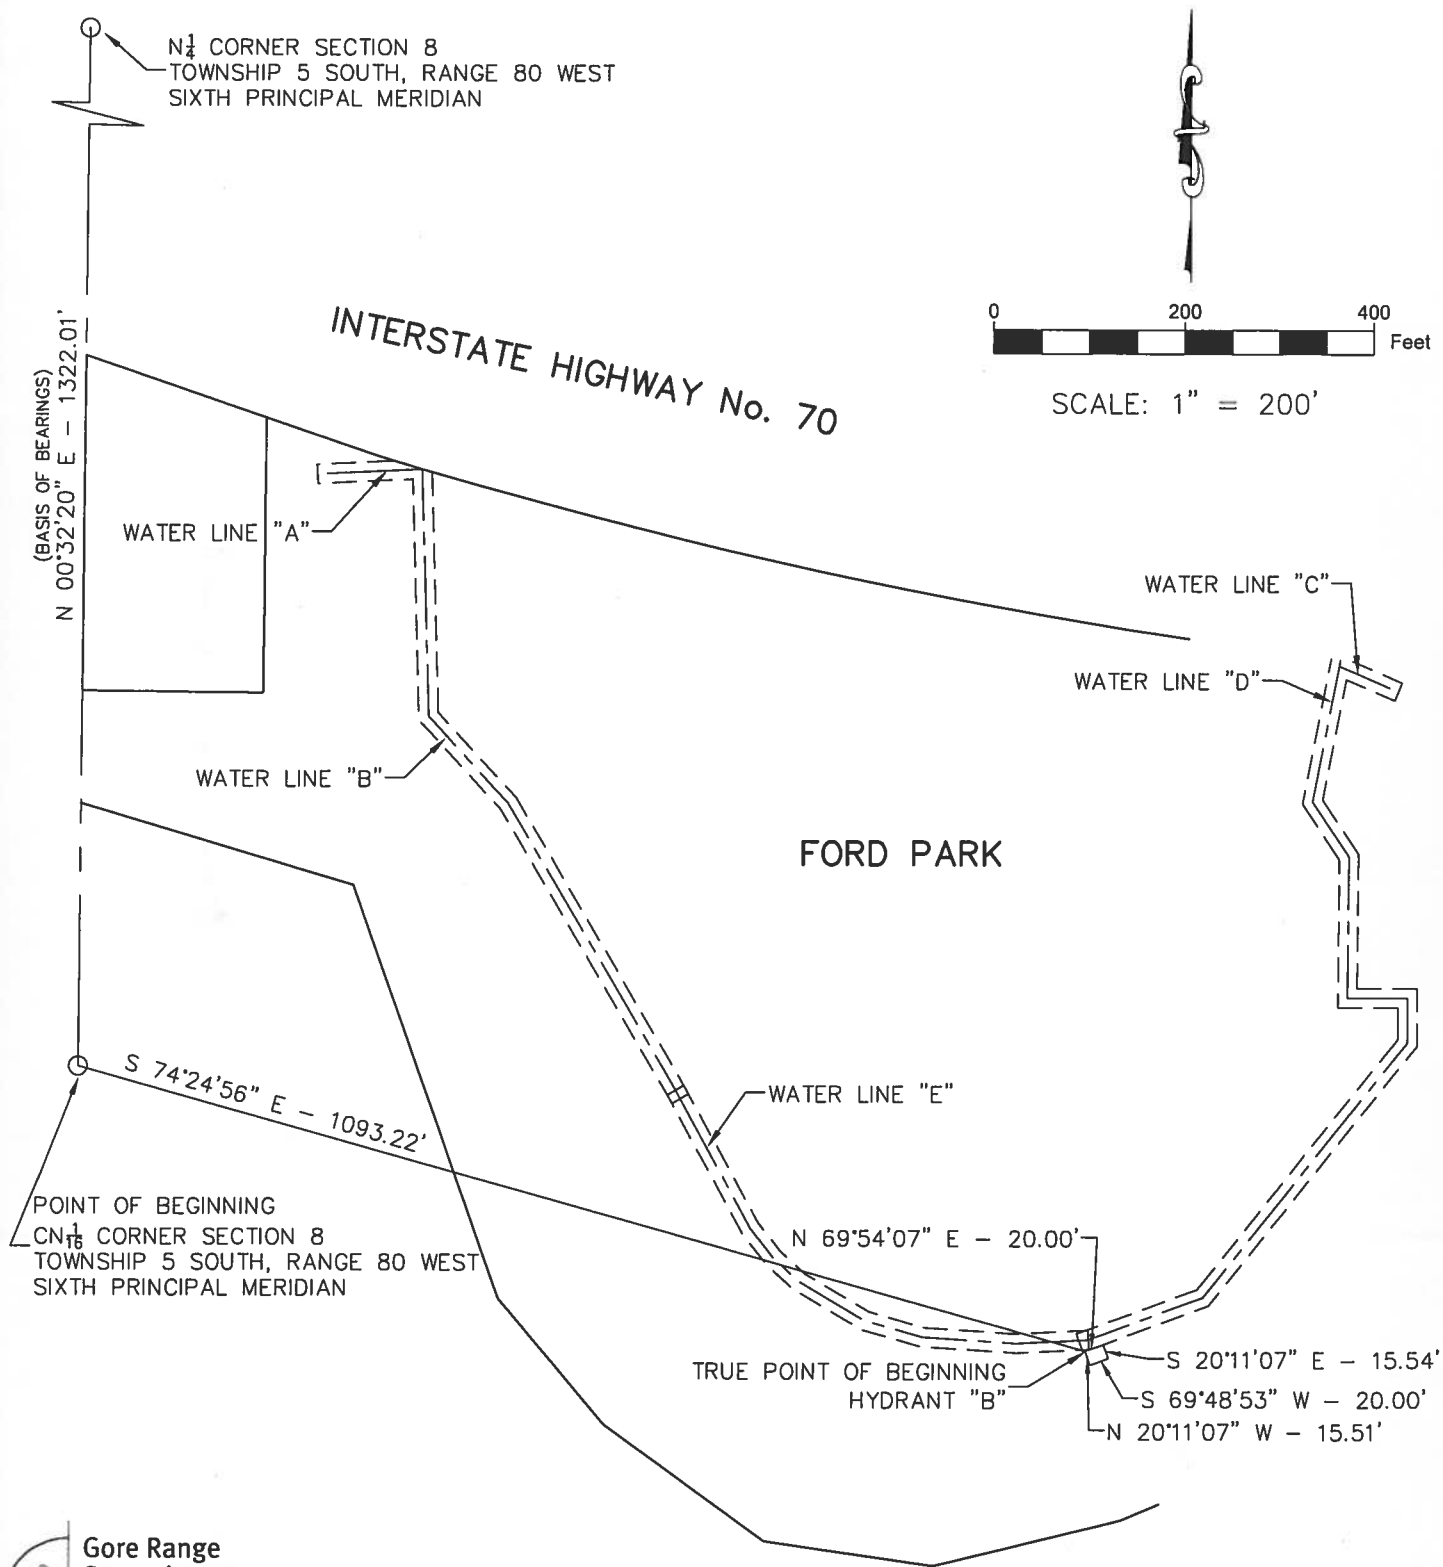 N¼ CORNER SECTION 8
TOWNSHIP 5 SOUTH, RANGE 80 WEST
SIXTH PRINCIPAL MERIDIAN
0 200 400
Feet
SCALE: 1" = 200'
INTERSTATE HIGHWAY No. 70
(BASIS OF BEARINGS)
N 00°32'20" E - 1322.01'
WATER LINE "A"
WATER LINE "C"
WATER LINE "D"
WATER LINE "B"
FORD PARK
S 74°24'56" E - 1093.22'
WATER LINE "E"
POINT OF BEGINNING
CN1/16 CORNER SECTION 8
TOWNSHIP 5 SOUTH, RANGE 80 WEST
SIXTH PRINCIPAL MERIDIAN
N 69°54'07" E - 20.00'
TRUE POINT OF BEGINNING
HYDRANT "B"
S 20°11'07" E - 15.54'
S 69°48'53" W - 20.00'
N 20°11'07" W - 15.51'
Gore Range